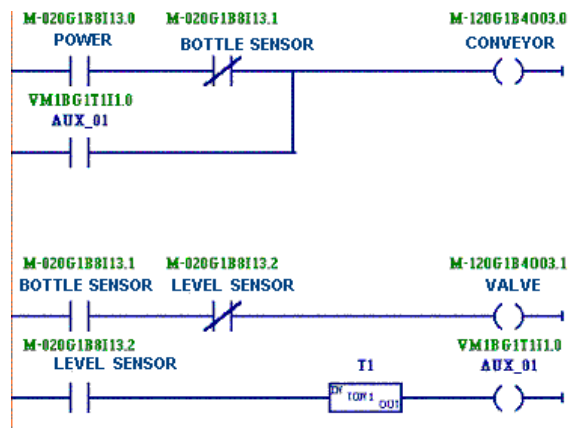 M-020G1B8I13.0 M-020G1B8I13.1 M-120G1B4O03.0
POWER BOTTLE SENSOR CONVEYOR
VM1BG1T1I1.0
AUX_01
M-020G1B8I13.1 M-020G1B8I13.2 M-120G1B4O03.1
BOTTLE SENSOR LEVEL SENSOR VALVE
M-020G1B8I13.2 VM1BG1T1I1.0
LEVEL SENSOR T1 AUX_01
IN TON1 OUT